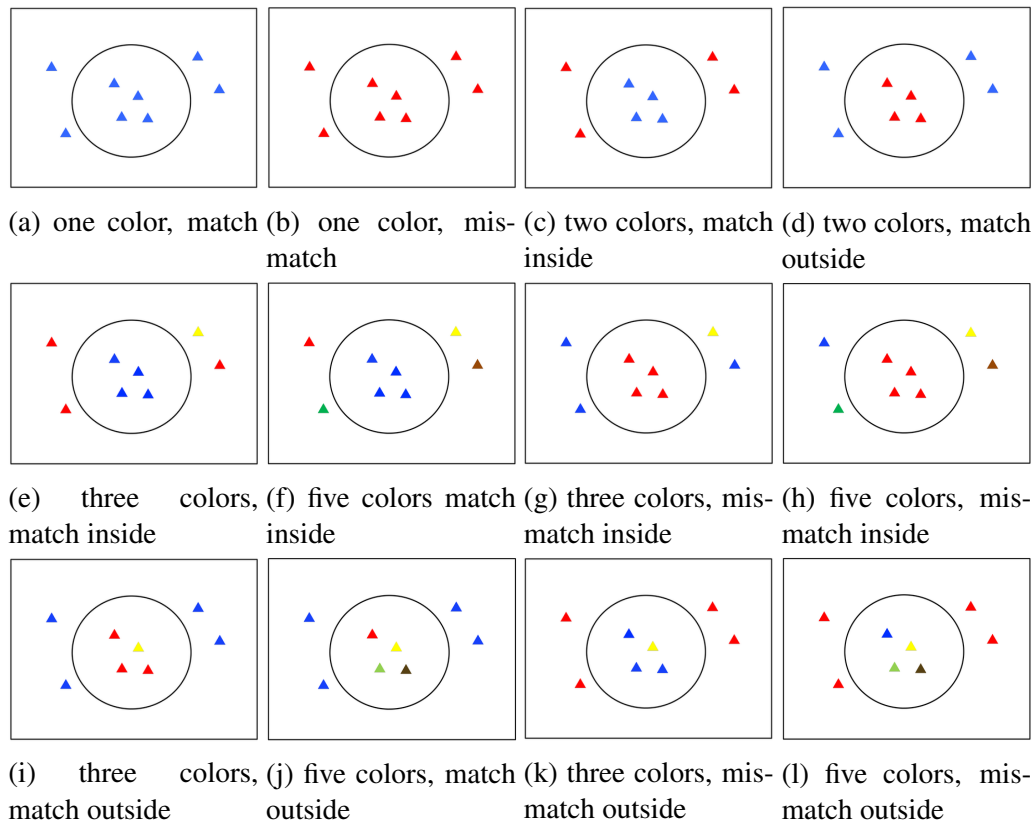 (a) one color, match
(b) one color, mis-
match
(c) two colors, match
inside
(d) two colors, match
outside
(e) three colors,
match inside
(f) five colors match
inside
(g) three colors, mis-
match inside
(h) five colors, mis-
match inside
(i) three colors,
match outside
(j) five colors, match
outside
(k) three colors, mis-
match outside
(l) five colors, mis-
match outside